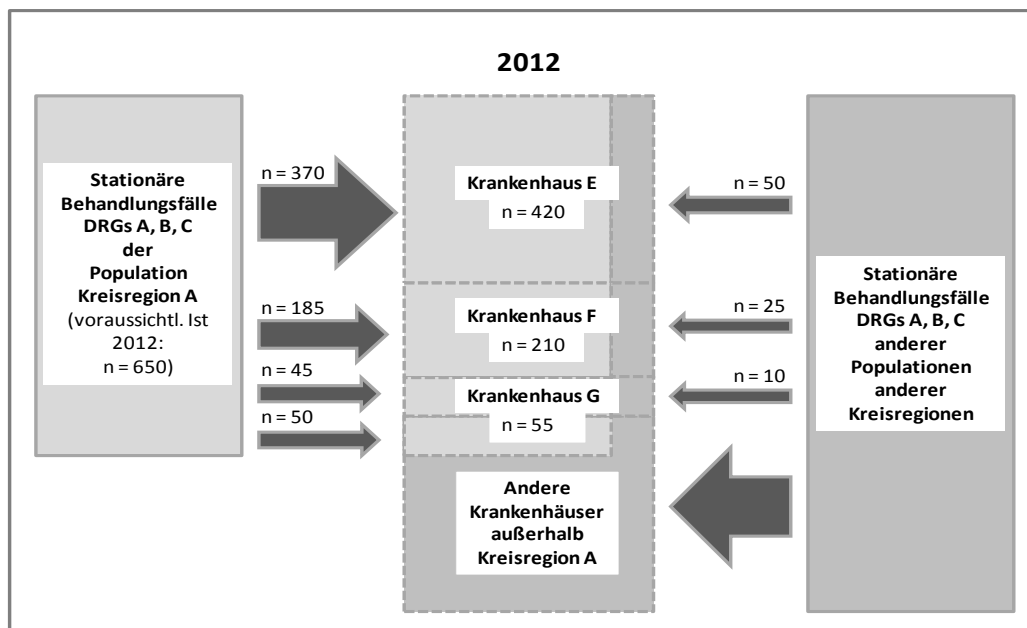 2012
Stationäre
Behandlungsfälle
DRGs A, B, C
der
Population
Kreisregion A
(voraussichtl. Ist
2012:
n = 650)
n = 370
n = 185
n = 45
n = 50
Krankenhaus E
n = 420
Krankenhaus F
n = 210
Krankenhaus G
n = 55
Andere
Krankenhäuser
außerhalb
Kreisregion A
n = 50
n = 25
n = 10
Stationäre
Behandlungsfälle
DRGs A, B, C
anderer
Populationen
anderer
Kreisregionen